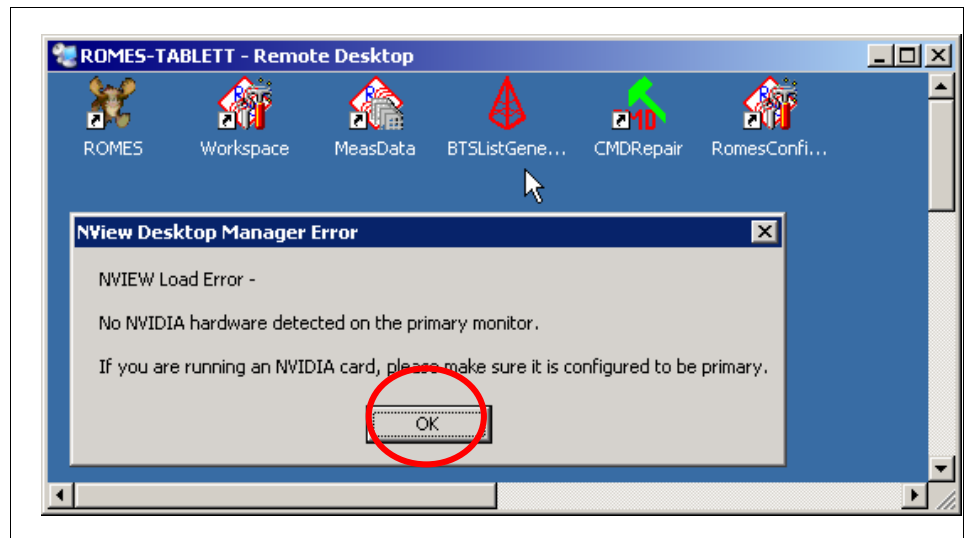 ROMES-TABLETT - Remote Desktop
ROMES Workspace MeasData BTSListGene... CMDRepair RomesConfi...
NView Desktop Manager Error
NVIEW Load Error -
No NVIDIA hardware detected on the primary monitor.
If you are running an NVIDIA card, please make sure it is configured to be primary.
OK